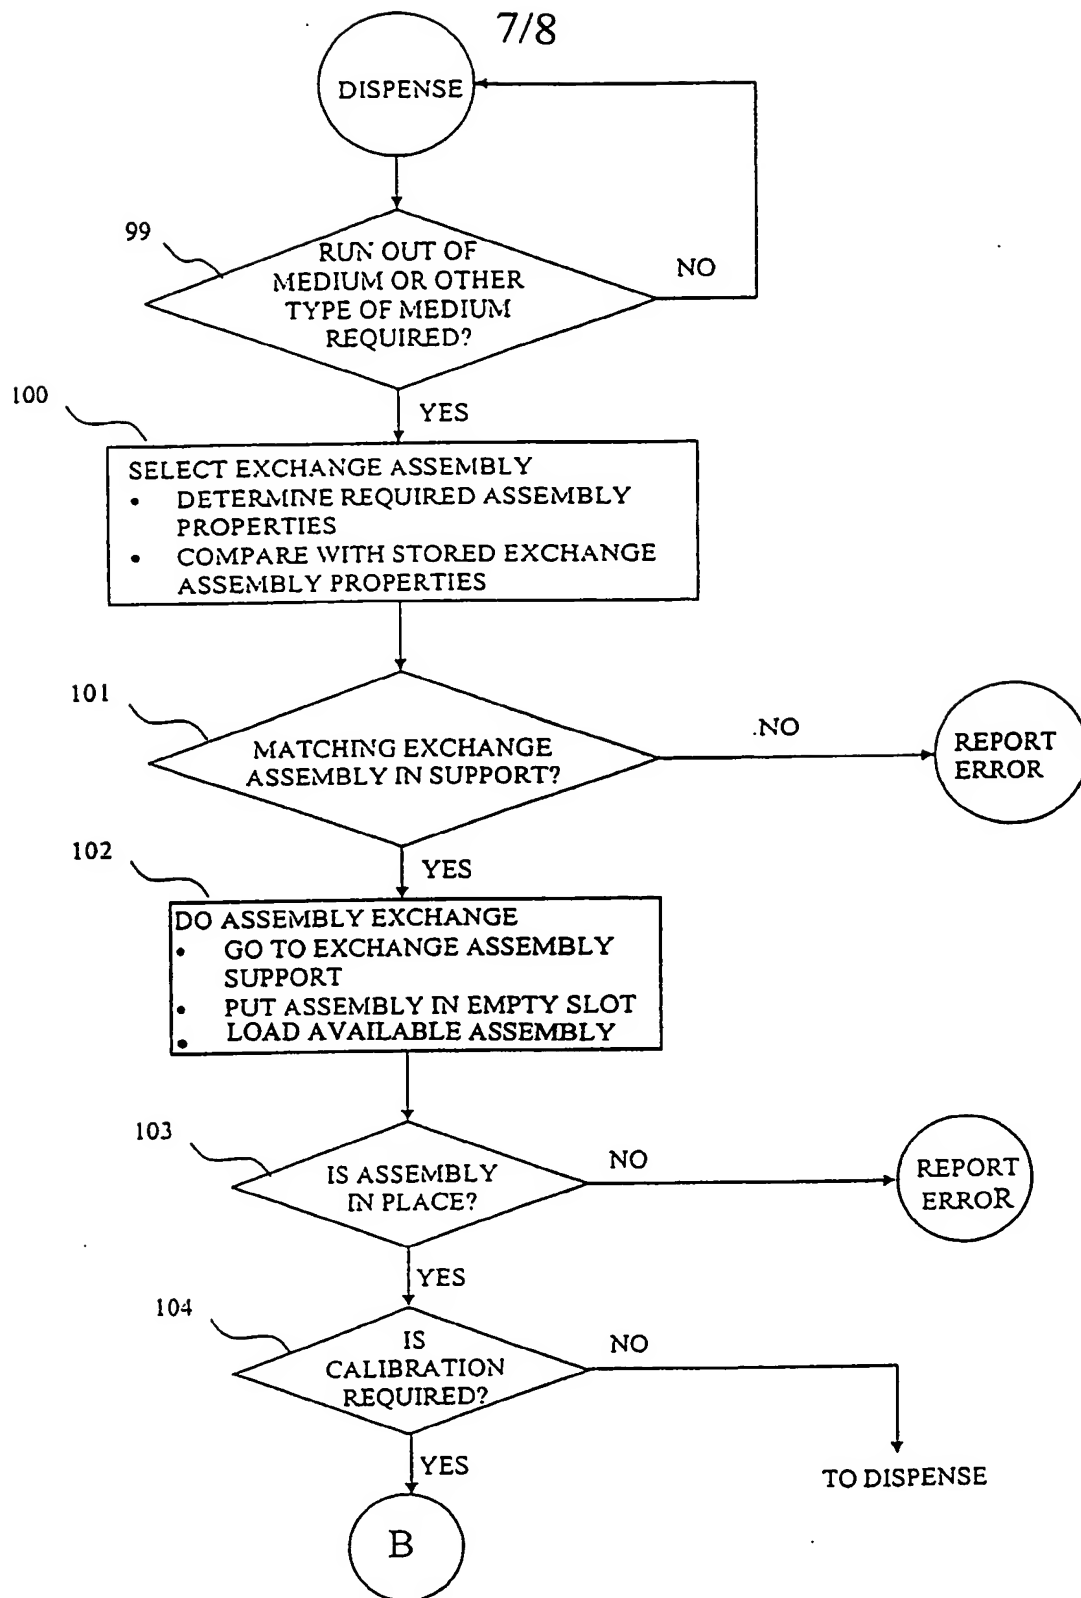 7/8
DISPENSE
99
RUN OUT OF
MEDIUM OR OTHER
TYPE OF MEDIUM
REQUIRED?
NO
YES
100
SELECT EXCHANGE ASSEMBLY
• DETERMINE REQUIRED ASSEMBLY
PROPERTIES
• COMPARE WITH STORED EXCHANGE
ASSEMBLY PROPERTIES
101
MATCHING EXCHANGE
ASSEMBLY IN SUPPORT?
NO
REPORT
ERROR
YES
102
DO ASSEMBLY EXCHANGE
• GO TO EXCHANGE ASSEMBLY
SUPPORT
• PUT ASSEMBLY IN EMPTY SLOT
• LOAD AVAILABLE ASSEMBLY
103
IS ASSEMBLY
IN PLACE?
NO
REPORT
ERROR
YES
104
IS
CALIBRATION
REQUIRED?
NO
TO DISPENSE
YES
B